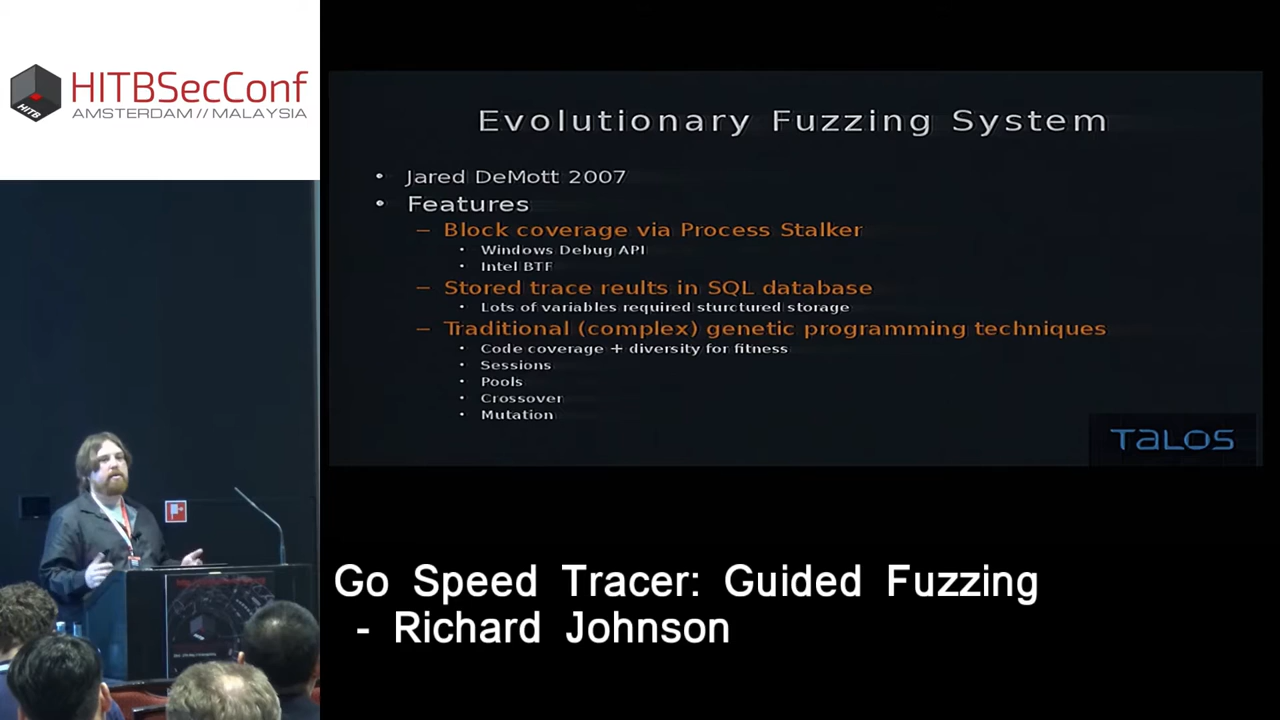 HITBSecConf
AMSTERDAM // MALAYSIA
HITB
Evolutionary Fuzzing System
• Jared DeMott 2007
• Features
– Block coverage via Process Stalker
• Windows Debug API
• Intel BTF
– Stored trace reults in SQL database
• Lots of variables required sturctured storage
– Traditional (complex) genetic programming techniques
• Code coverage + diversity for fitness
• Sessions
• Pools
• Crossover
• Mutation
TALOS
Go Speed Tracer: Guided Fuzzing
- Richard Johnson